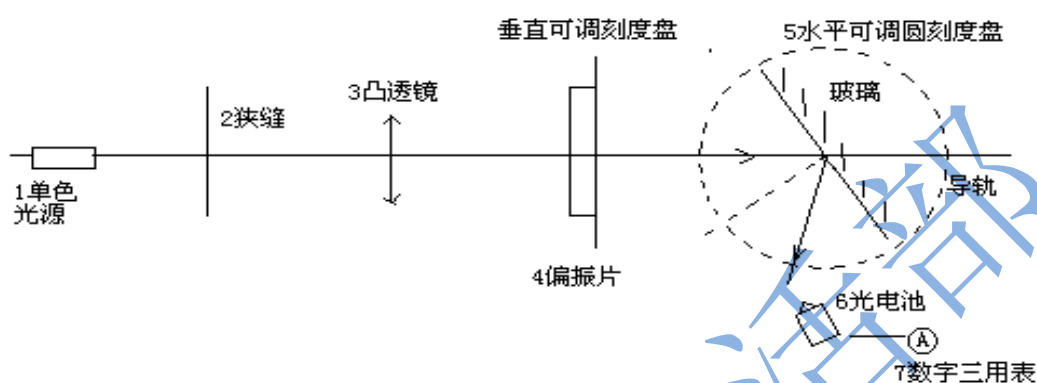 垂直可调刻度盘
5水平可调圆刻度盘
3凸透镜
玻璃
2狭缝
1单色
光源
导轨
4偏振片
6光电池
A
7数字三用表